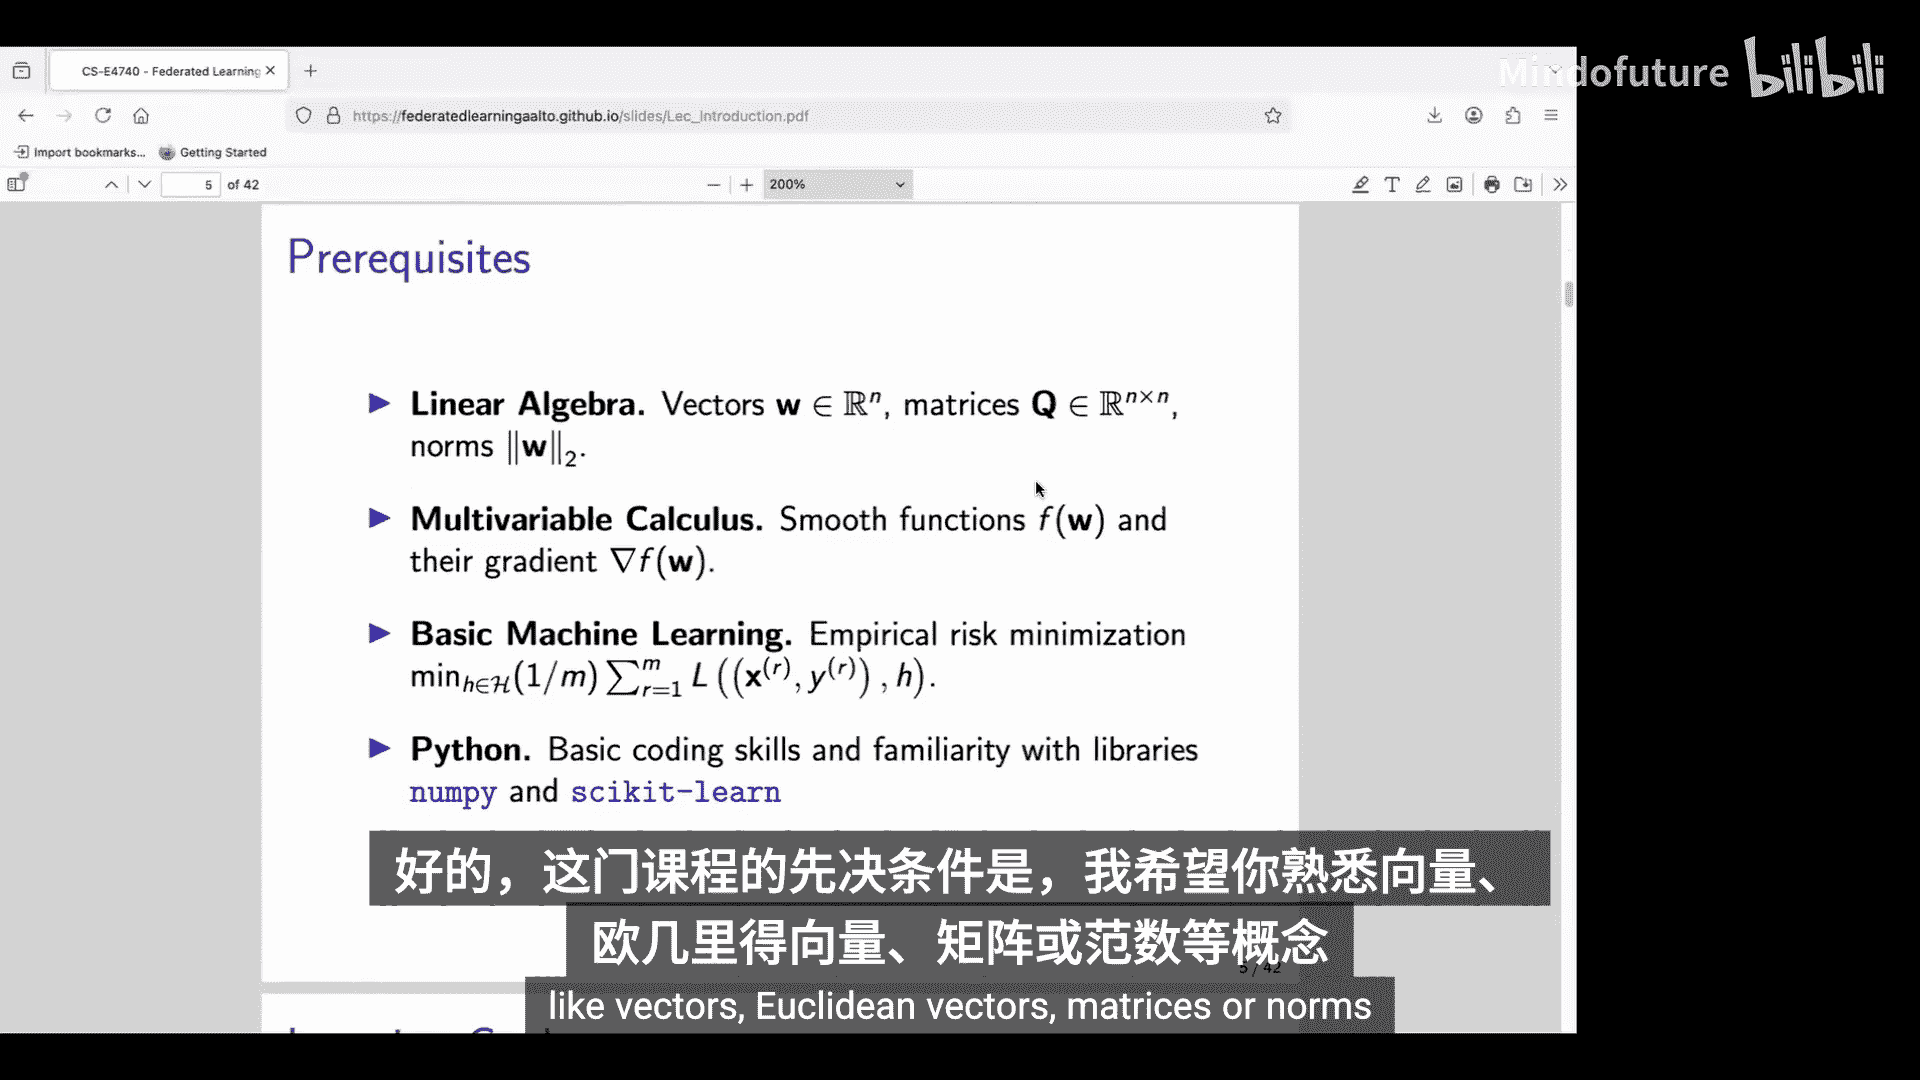 Mindofuture bilibili
CS-E4740 - Federated Learning
https://federatedlearningaalto.github.io/slides/Lec_Introduction.pdf
Import bookmarks... Getting Started
5 of 42 200%
Prerequisites
Linear Algebra. Vectors w ∈ ℝⁿ, matrices Q ∈ ℝⁿˣⁿ,
norms ‖w‖₂.
Multivariable Calculus. Smooth functions f(w) and
their gradient ∇f(w).
Basic Machine Learning. Empirical risk minimization
min_{h∈ℋ}(1/m) ∑_{r=1}^{m} L((x^{(r)}, y^{(r)}), h).
Python. Basic coding skills and familiarity with libraries
numpy and scikit-learn
好的，这门课程的先决条件是，我希望你熟悉向量、
欧几里得向量、矩阵或范数等概念
5 / 42
like vectors, Euclidean vectors, matrices or norms